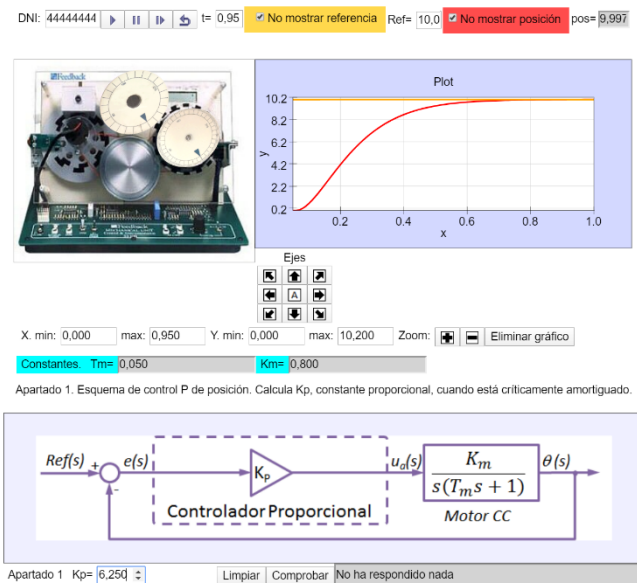 DNI: 44444444 t= 0,95 No mostrar referencia Ref= 10,0 No mostrar posición pos= 9,997
Feedback
Plot
10.2
8.2
6.2
4.2
2.2
0.2
y
0.2 0.4 0.6 0.8 1.0
x
Feedback
Ejes
A
X. min: 0,000 max: 0,950 Y. min: 0,000 max: 10,200 Zoom: Eliminar gráfico
Constantes. Tm= 0,050 Km= 0,800
Apartado 1. Esquema de control P de posición. Calcula Kp, constante proporcional, cuando está críticamente amortiguado.
Ref(s) + e(s) KP ua(s) Km θ(s)
-
s(Tms + 1)
Controlador Proporcional Motor CC
Apartado 1 Kp= 6,250 Limpiar Comprobar No ha respondido nada